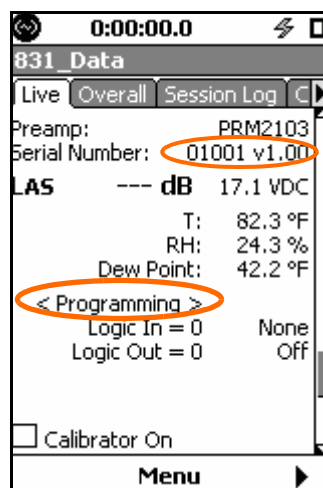 0:00:00.0
831_Data
Live Overall Session Log C
Preamp: PRM2103
Serial Number: 01001 v1.00
LAS --- dB 17.1 VDC
T: 82.3 °F
RH: 24.3 %
Dew Point: 42.2 °F
< Programming >
Logic In = 0 None
Logic Out = 0 Off
Calibrator On
Menu